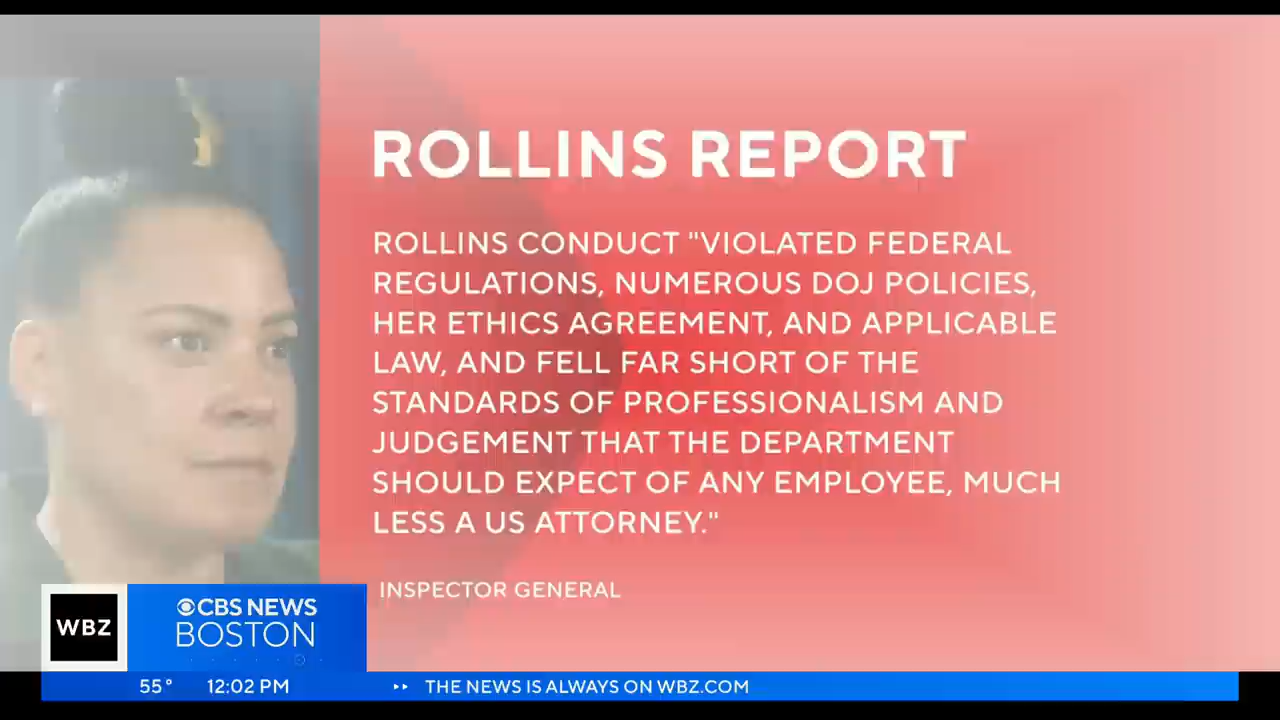 ROLLINS REPORT
ROLLINS CONDUCT "VIOLATED FEDERAL
REGULATIONS, NUMEROUS DOJ POLICIES,
HER ETHICS AGREEMENT, AND APPLICABLE
LAW, AND FELL FAR SHORT OF THE
STANDARDS OF PROFESSIONALISM AND
JUDGEMENT THAT THE DEPARTMENT
SHOULD EXPECT OF ANY EMPLOYEE, MUCH
LESS A US ATTORNEY."
INSPECTOR GENERAL
WBZ
CBS NEWS
BOSTON
55° 12:02 PM THE NEWS IS ALWAYS ON WBZ.COM